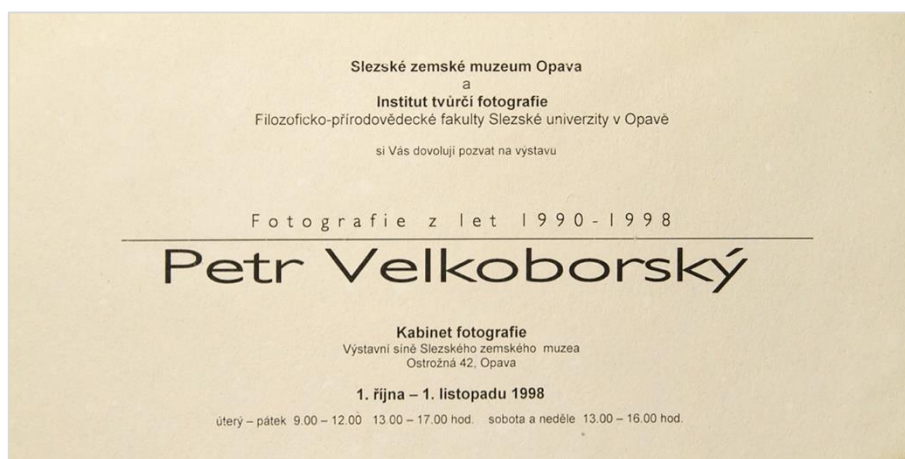 Slezské zemské muzeum Opava
a
Institut tvůrčí fotografie
Filozoficko-přírodovědecké fakulty Slezské univerzity v Opavě
si Vás dovolují pozvat na výstavu
Fotografie z let 1990-1998
Petr Velkoborský
Kabinet fotografie
Výstavní síně Slezského zemského muzea
Ostrožná 42, Opava
1. října – 1. listopadu 1998
úterý – pátek 9.00 – 12.00 13.00 – 17.00 hod. sobota a neděle 13.00 – 16.00 hod.